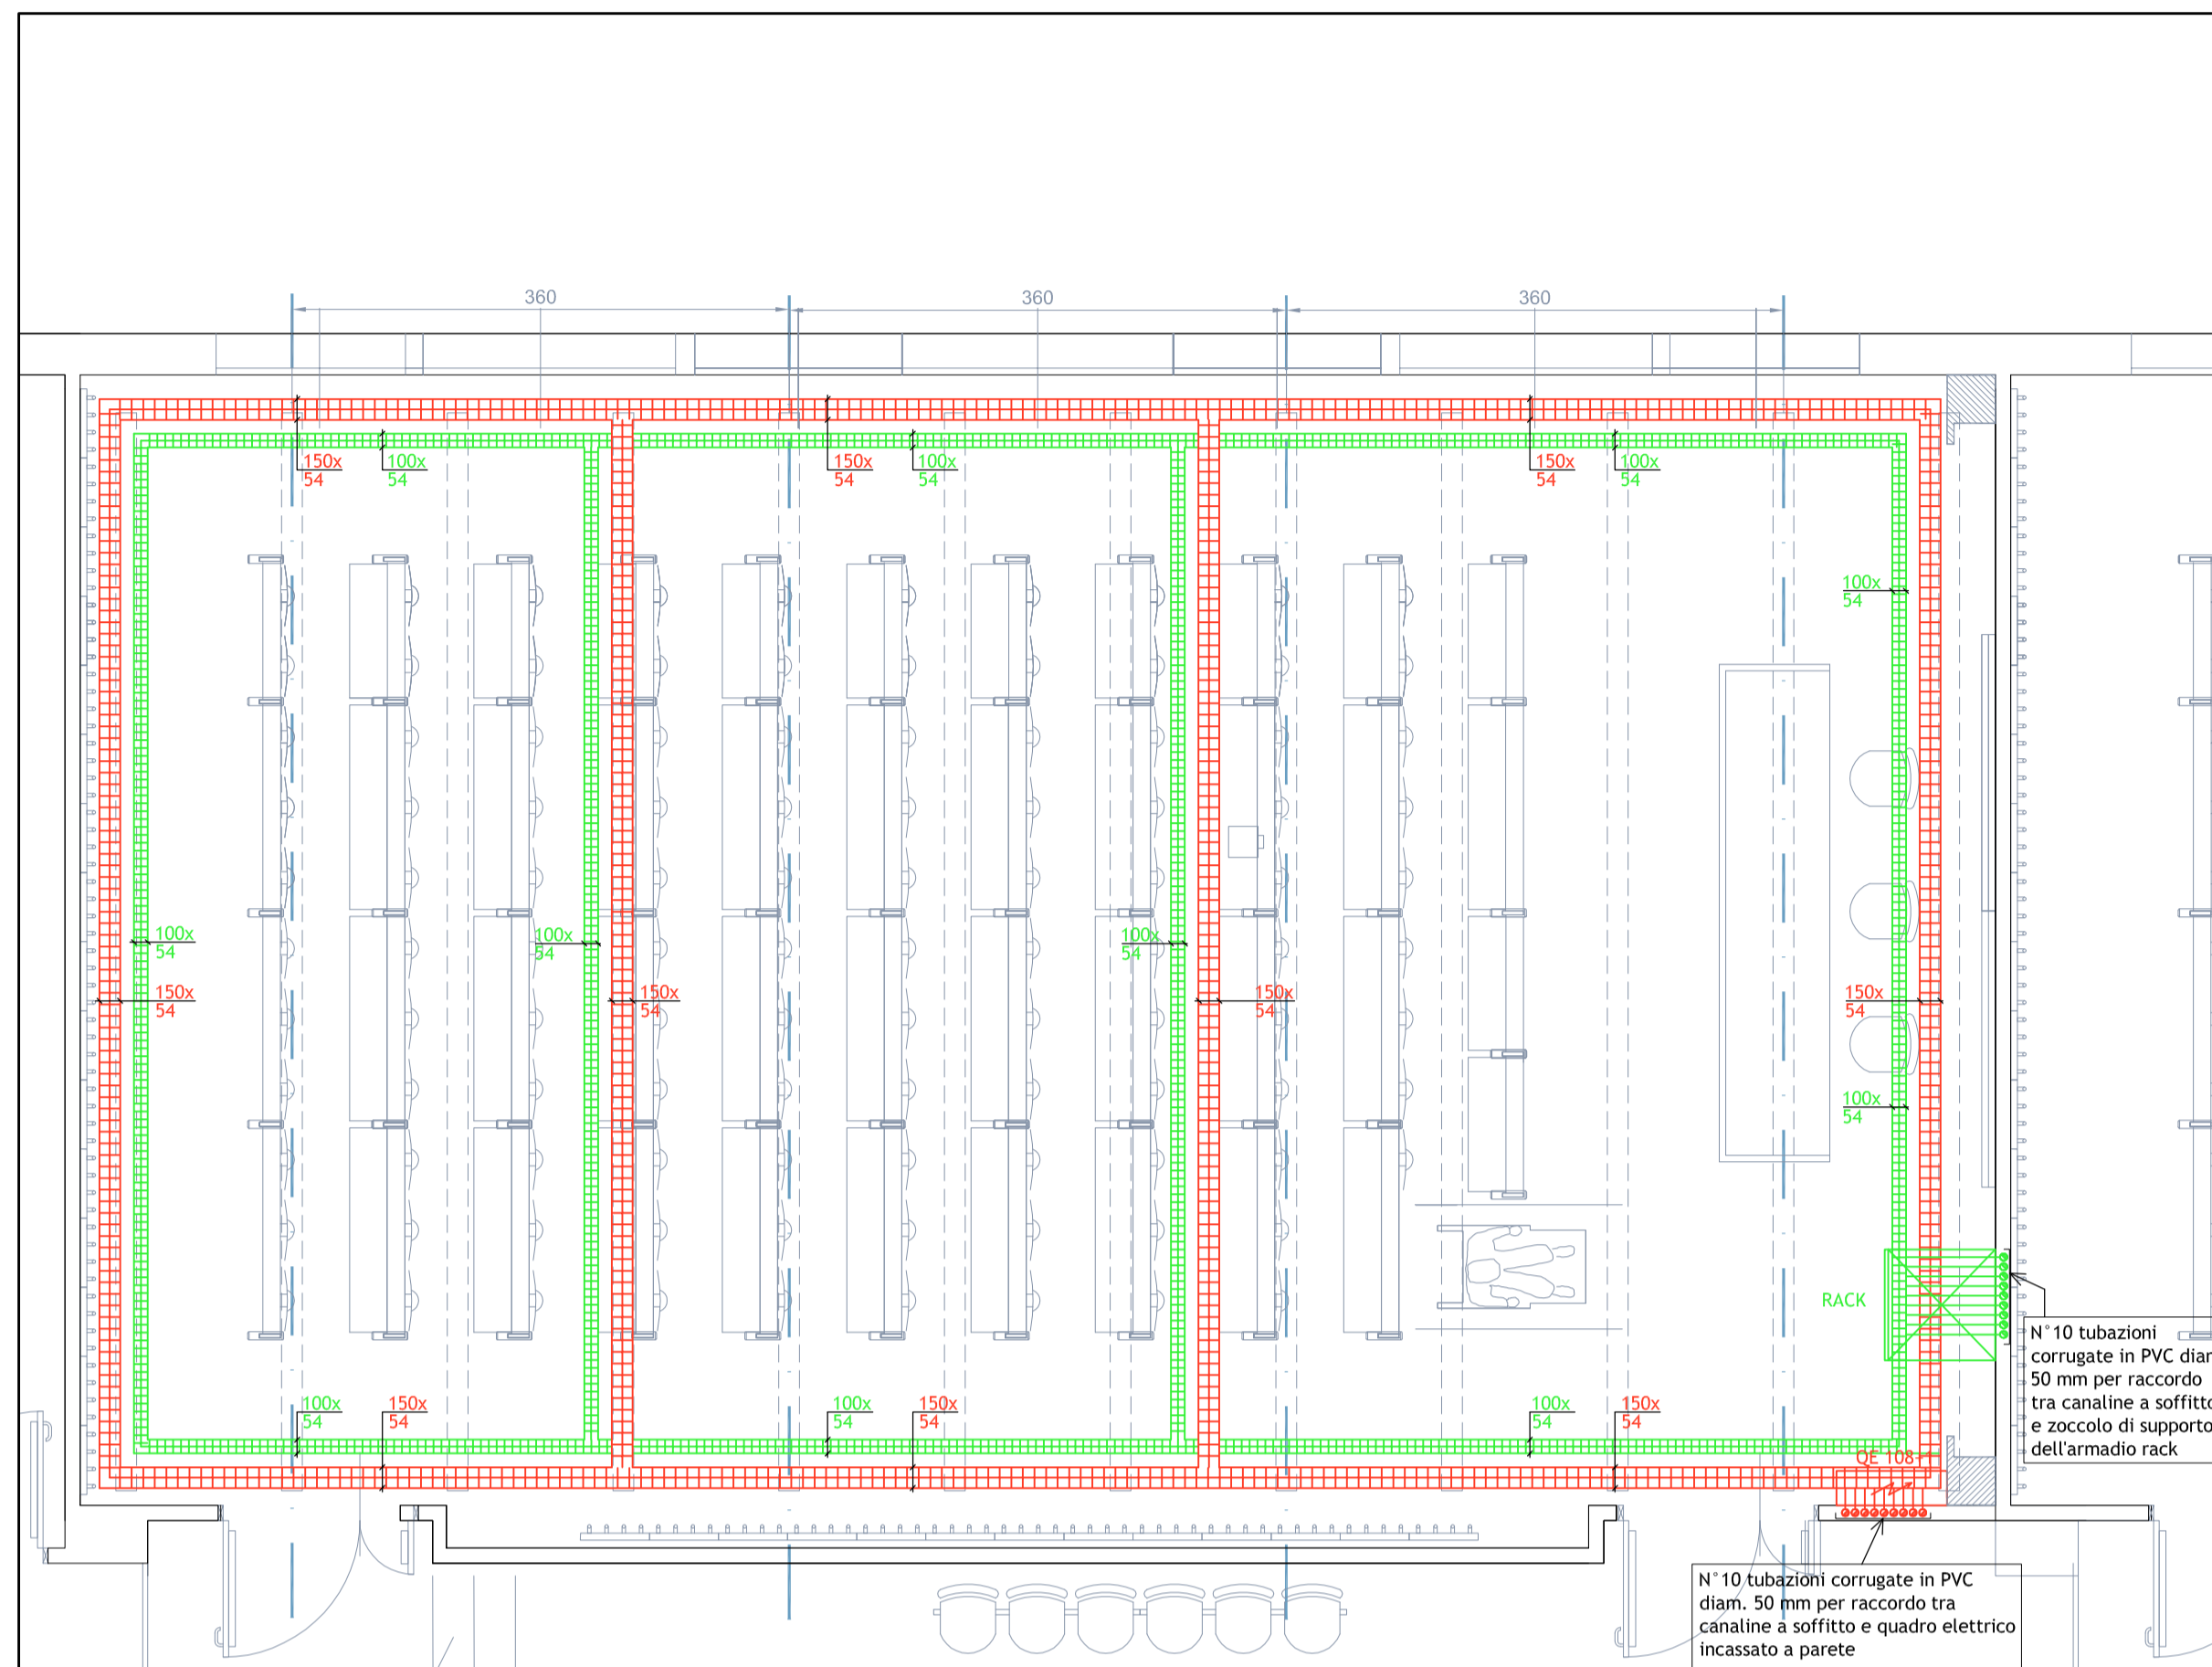 360
360
360
150x
54
100x
54
150x
54
100x
54
150x
54
100x
54
100x
54
100x
54
100x
54
100x
54
150x
54
150x
54
150x
54
150x
54
100x
54
RACK
N°10 tubazioni
corrugate in PVC
50 mm per raccordo
tra canaline a
e zoccolo di
dell'armadio rack
100x
54
150x
54
100x
54
150x
54
100x
54
150x
54
QE 108-1
N°10 tubazioni corrugate in PVC
diam. 50 mm per raccordo tra
canaline a soffitto e quadro elettrico
incassato a parete